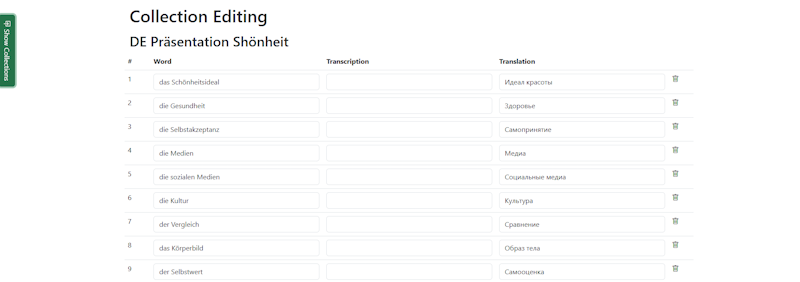 Collection Editing
Show Collections
DE Präsentation Shönheit
# Word Transcription Translation
1 das Schönheitsideal Идеал красоты
2 die Gesundheit Здоровье
3 die Selbstakzeptanz Самопринятие
4 die Medien Медиа
5 die sozialen Medien Социальные медиа
6 die Kultur Культура
7 der Vergleich Сравнение
8 das Körperbild Образ тела
9 der Selbstwert Самооценка